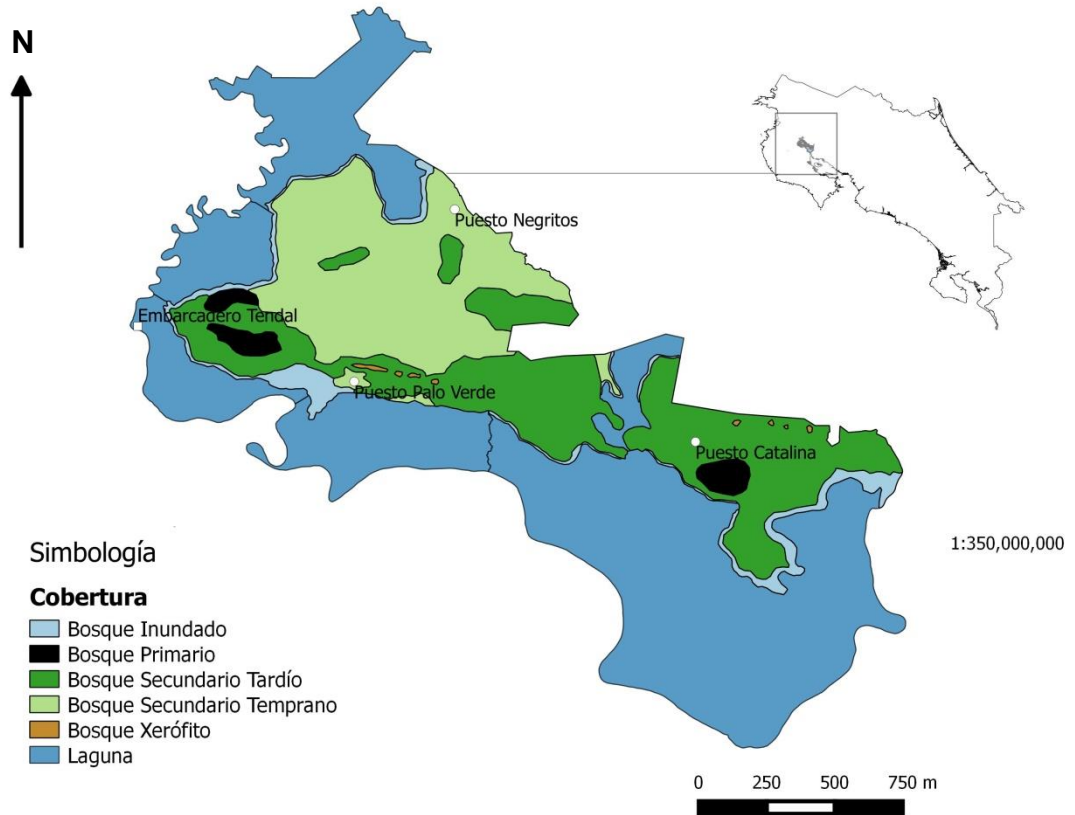 N
Puesto Negritos
Embarcadero Tendal
Puesto Palo Verde
Puesto Catalina
1:350,000,000
Simbología
Cobertura
Bosque Inundado
Bosque Primario
Bosque Secundario Tardío
Bosque Secundario Temprano
Bosque Xerófito
Laguna
0 250 500 750 m